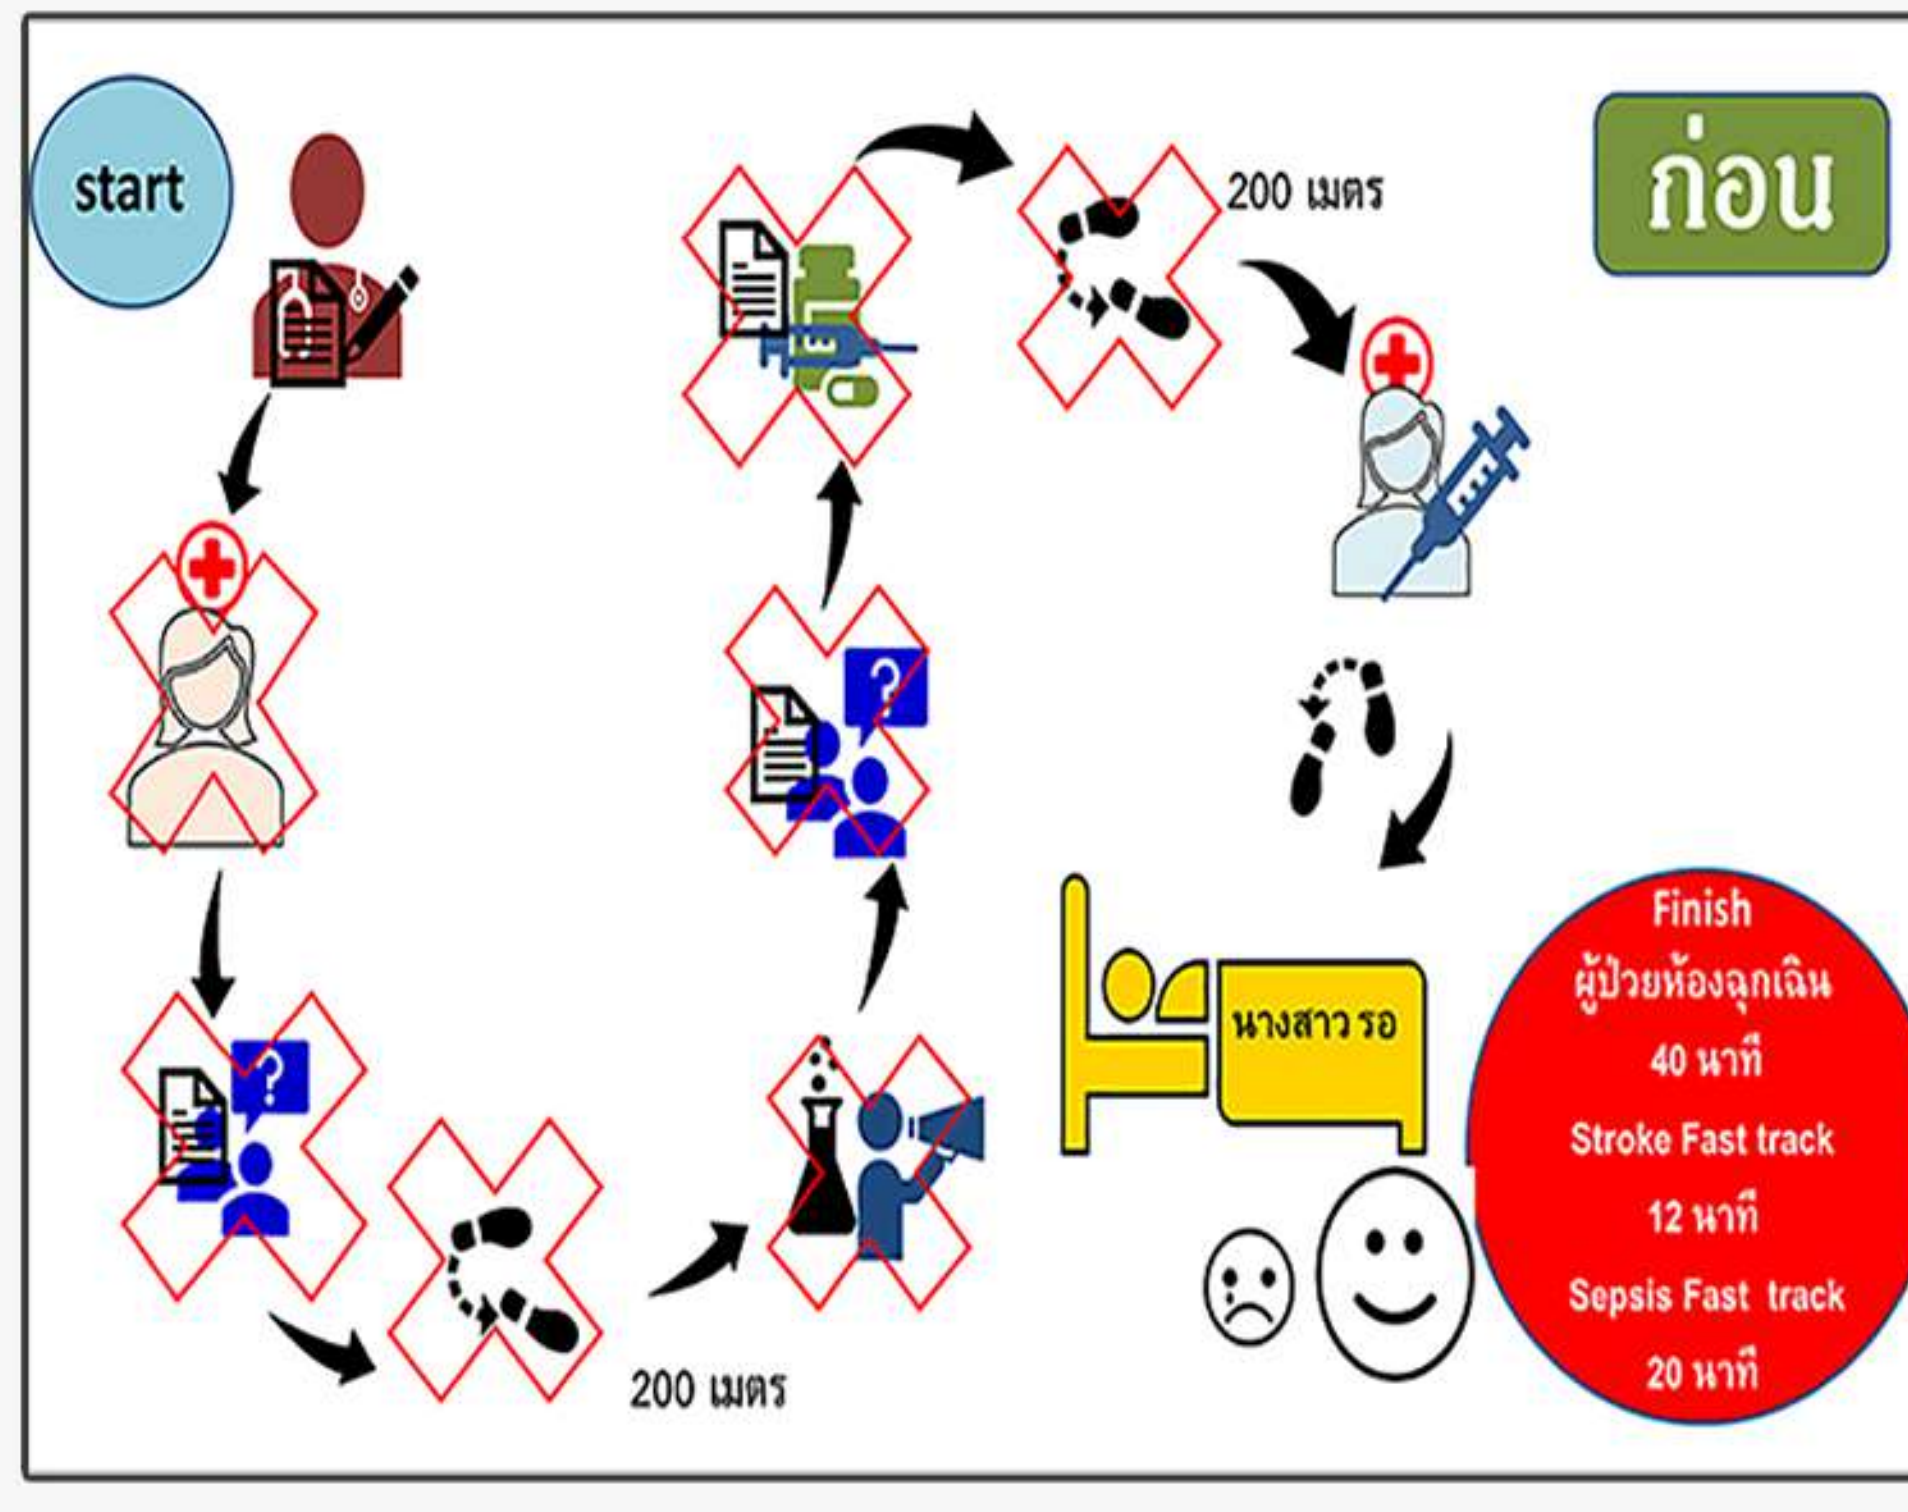 start
ก่อน
200 เมตร
200 เมตร
นางสาว รอ
Finish
ผู้ป่วยห้องฉุกเฉิน
40 นาที
Stroke Fast track
12 นาที
Sepsis Fast track
20 นาที